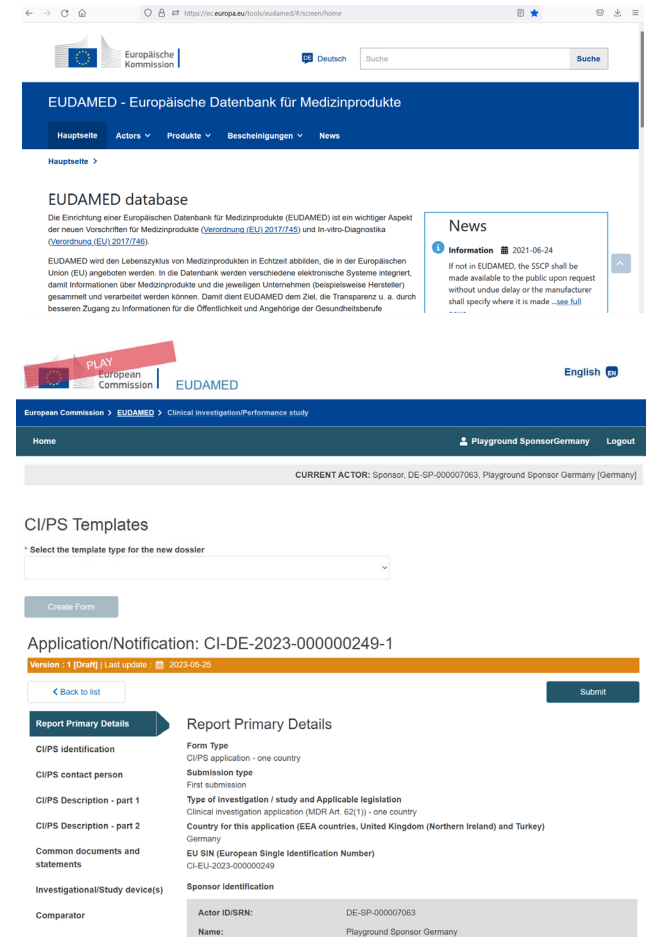 https://ec.europa.eu/tools/eudamed/#/screen/home
Europäische
Kommission
DE Deutsch
Suche
Suche
EUDAMED - Europäische Datenbank für Medizinprodukte
Hauptseite Actors Produkte Bescheinigungen News
Hauptseite >
EUDAMED database
Die Einrichtung einer Europäischen Datenbank für Medizinprodukte (EUDAMED) ist ein wichtiger Aspekt
der neuen Vorschriften für Medizinprodukte (Verordnung (EU) 2017/745) und In-vitro-Diagnostika
(Verordnung (EU) 2017/746).
EUDAMED wird den Lebenszyklus von Medizinprodukten in Echtzeit abbilden, die in der Europäischen
Union (EU) angeboten werden. In die Datenbank werden verschiedene elektronische Systeme integriert,
damit Informationen über Medizinprodukte und die jeweiligen Unternehmen (beispielsweise Hersteller)
gesammelt und verarbeitet werden können. Damit dient EUDAMED dem Ziel, die Transparenz u. a. durch
besseren Zugang zu Informationen für die Öffentlichkeit und Angehörige der Gesundheitsberufe
News
Information 2021-06-24
If not in EUDAMED, the SSCP shall be
made available to the public upon request
without undue delay or the manufacturer
shall specify where it is made ...see full
PLAY
European
Commission
EUDAMED
English EN
European Commission > EUDAMED > Clinical investigation/Performance study
Home
Playground SponsorGermany Logout
CURRENT ACTOR: Sponsor, DE-SP-000007063, Playground Sponsor Germany [Germany]
CI/PS Templates
* Select the template type for the new dossier
Create Form
Application/Notification: CI-DE-2023-000000249-1
Version : 1 [Draft] | Last update : 2023-05-25
Back to list
Submit
Report Primary Details
CI/PS identification
CI/PS contact person
CI/PS Description - part 1
CI/PS Description - part 2
Common documents and
statements
Investigational/Study device(s)
Comparator
Report Primary Details
Form Type
CI/PS application - one country
Submission type
First submission
Type of investigation / study and Applicable legislation
Clinical investigation application (MDR Art. 62(1)) - one country
Country for this application (EEA countries, United Kingdom (Northern Ireland) and Turkey)
Germany
EU SIN (European Single Identification Number)
CI-EU-2023-000000249
Sponsor identification
Actor ID/SRN: DE-SP-000007063
Name: Playground Sponsor Germany